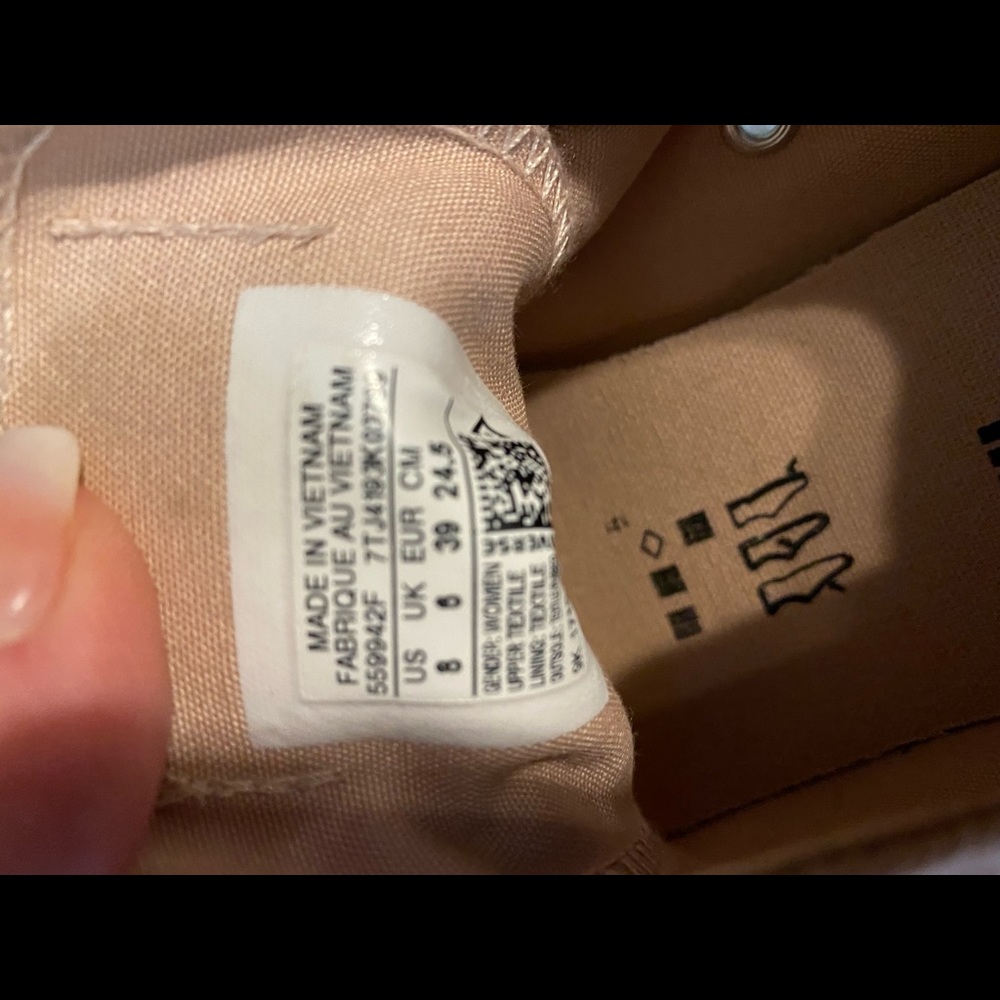 MADE IN VIETNAM
FABRIQUE AU VIETNAM
559942F 7TJ4193K077
US UK EUR CM
8 6 39 24.5
GENDER: WOMEN
UPPER: TEXTILE
LINING: TEXTILE